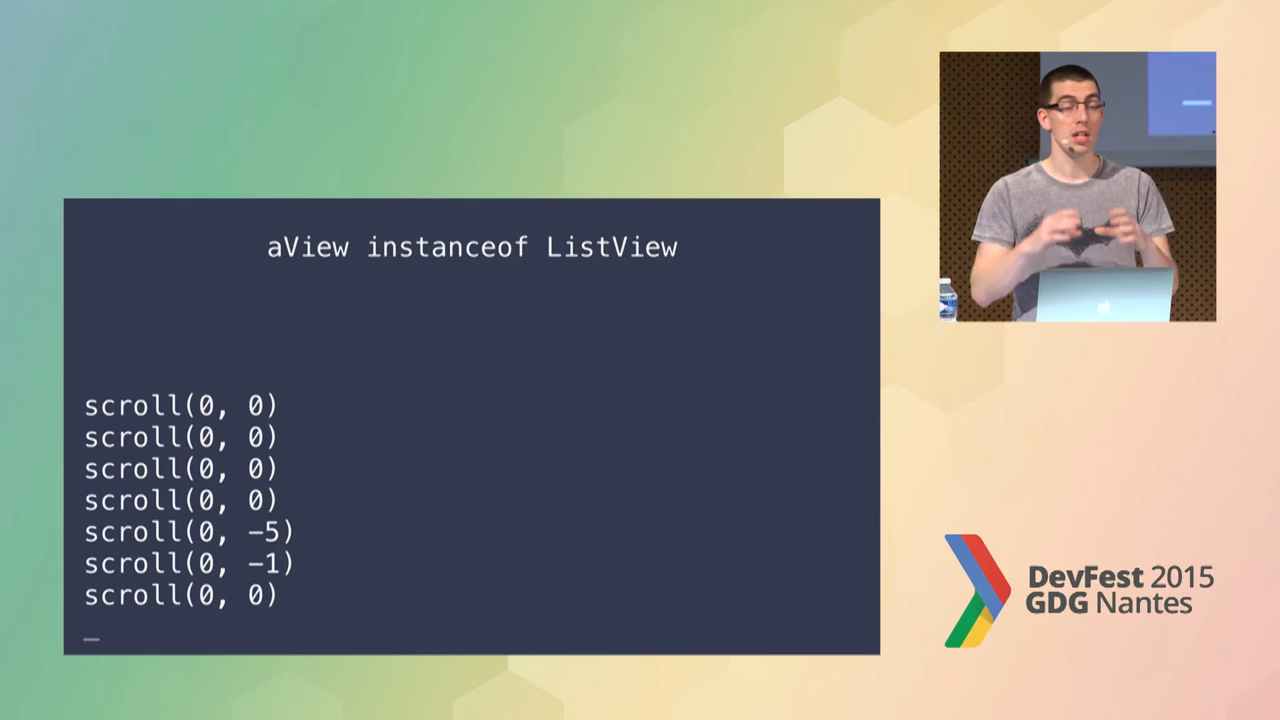 aView instanceof ListView
scroll(0, 0)
scroll(0, 0)
scroll(0, 0)
scroll(0, 0)
scroll(0, -5)
scroll(0, -1)
scroll(0, 0)
_
DevFest 2015
GDG Nantes